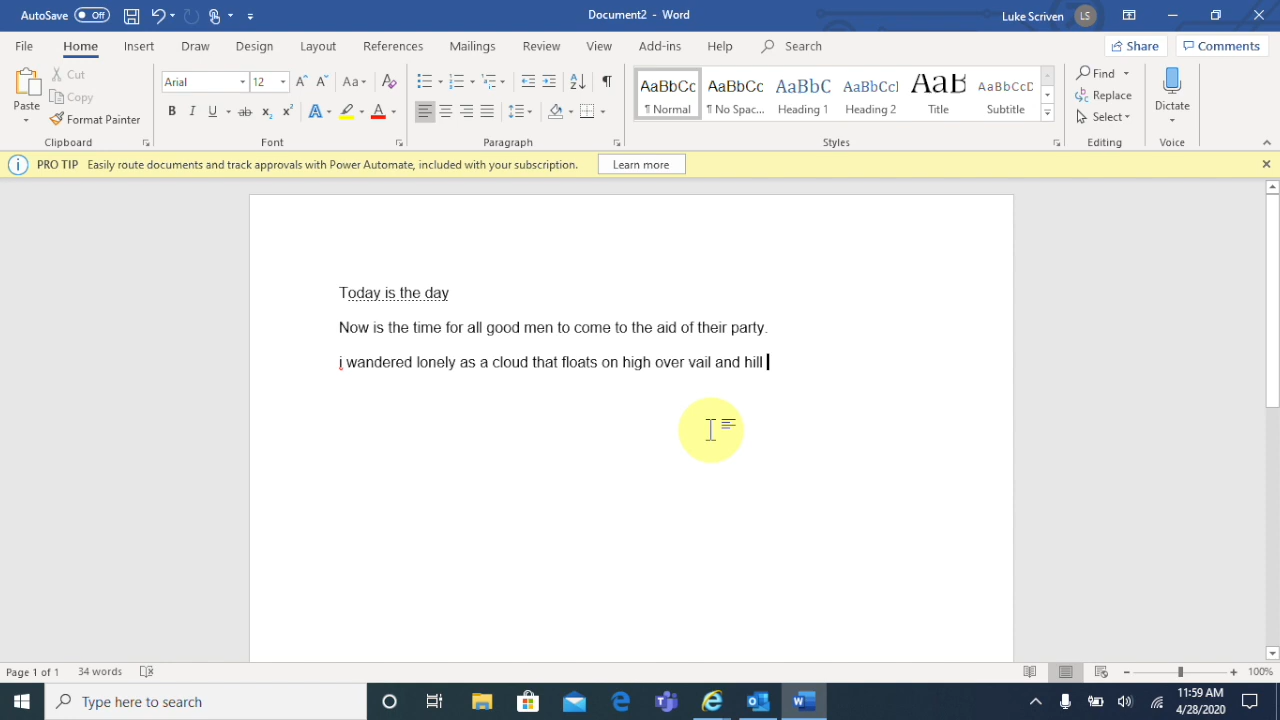 AutoSave Off Document2 - Word Luke Scriven LS
File Home Insert Draw Design Layout References Mailings Review View Add-ins Help Search Share Comments
Paste Cut Copy Format Painter
Clipboard
Arial 12 Aa A
B I U ab x₂ x² A A
Font
Paragraph
AaBbCc AaBbCc AaBbC AaBbCcI AaB AaBbCcD
¶ Normal ¶ No Spac... Heading 1 Heading 2 Title Subtitle
Styles
Find
Replace
Select
Editing
Dictate
Voice
PRO TIP Easily route documents and track approvals with Power Automate, included with your subscription. Learn more
Today is the day
Now is the time for all good men to come to the aid of their party.
i wandered lonely as a cloud that floats on high over vail and hill
Page 1 of 1 34 words 100%
Type here to search
11:59 AM
4/28/2020